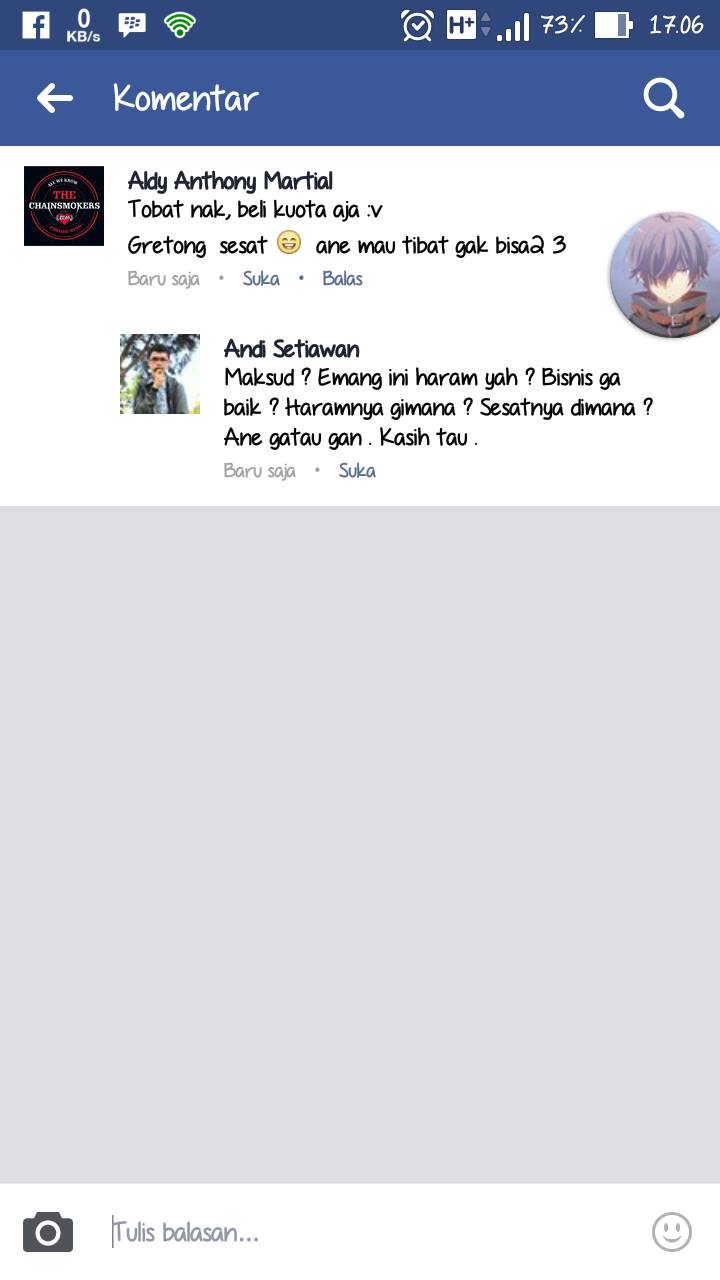 0
KB/s
H+
73%
17.06
Komentar
ALL WE KNOW
THE
CHAINSMOKERS
Aldy Anthony Martial
Tobat nak, beli kuota aja :v
Gretong sesat 😄 ane mau tibat gak bisa2 3
Baru saja • Suka • Balas
Andi Setiawan
Maksud ? Emang ini haram yah ? Bisnis ga
baik ? Haramnya gimana ? Sesatnya dimana ?
Ane gatau gan . Kasih tau .
Baru saja • Suka
Tulis balasan...